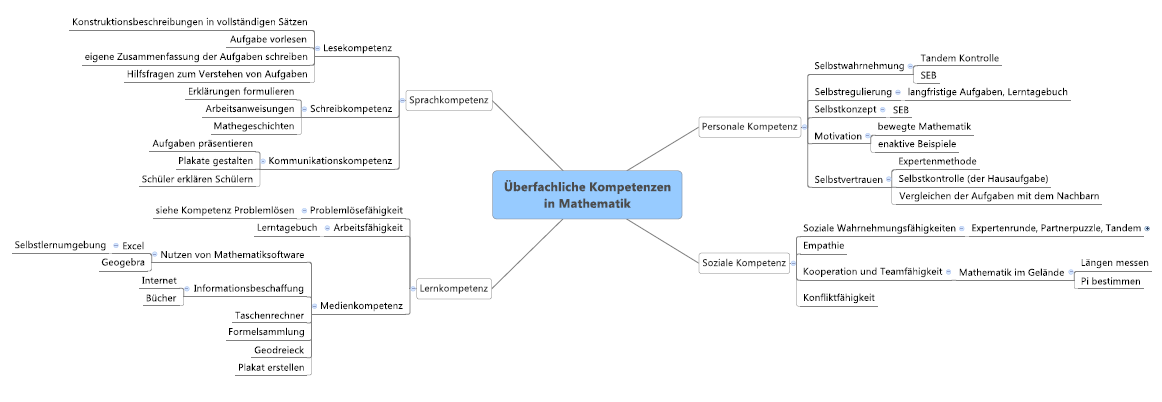 Überfachliche Kompetenzen
in Mathematik
Sprachkompetenz
Lesekompetenz
Konstruktionsbeschreibungen in vollständigen Sätzen
Aufgabe vorlesen
eigene Zusammenfassung der Aufgaben schreiben
Hilfsfragen zum Verstehen von Aufgaben
Schreibkompetenz
Erklärungen formulieren
Arbeitsanweisungen
Mathegeschichten
Kommunikationskompetenz
Aufgaben präsentieren
Plakate gestalten
Schüler erklären Schülern
Lernkompetenz
Problemlösefähigkeit
siehe Kompetenz Problemlösen
Arbeitsfähigkeit
Lerntagebuch
Medienkompetenz
Nutzen von Mathematiksoftware
Excel
Selbstlernumgebung
Geogebra
Informationsbeschaffung
Internet
Bücher
Taschenrechner
Formelsammlung
Geodreieck
Plakat erstellen
Personale Kompetenz
Selbstwahrnehmung
Tandem Kontrolle
SEB
Selbstregulierung
langfristige Aufgaben, Lerntagebuch
Selbstkonzept
SEB
Motivation
bewegte Mathematik
enaktive Beispiele
Selbstvertrauen
Expertenmethode
Selbstkontrolle (der Hausaufgabe)
Vergleichen der Aufgaben mit dem Nachbarn
Soziale Kompetenz
Soziale Wahrnehmungsfähigkeiten
Expertenrunde, Partnerpuzzle, Tandem
Empathie
Kooperation und Teamfähigkeit
Mathematik im Gelände
Längen messen
Pi bestimmen
Konfliktfähigkeit